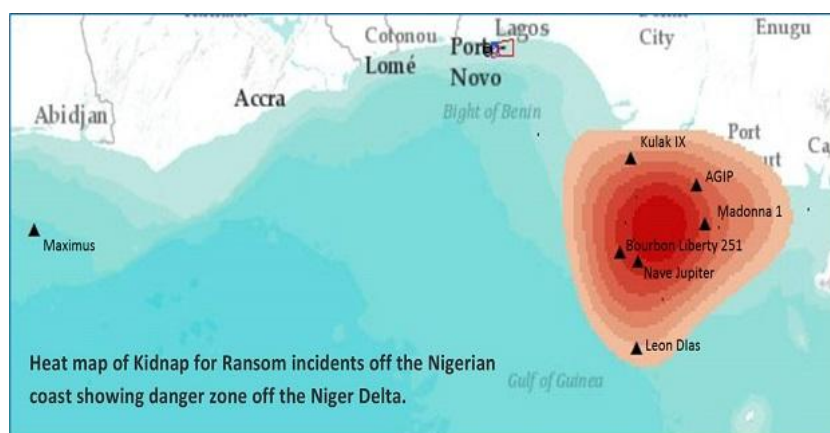 Lagos
Cotonou
City
Enugu
Porto
Lomé
Novo
Accra
Abidjan
Bight of Benin
Port
Kulak IX
AGIP
Madonna 1
Maximus
Bourbon Liberty 251
Nave Jupiter
Leon DIas
Heat map of Kidnap for Ransom incidents off the Nigerian
coast showing danger zone off the Niger Delta.
Gulf of Guinea